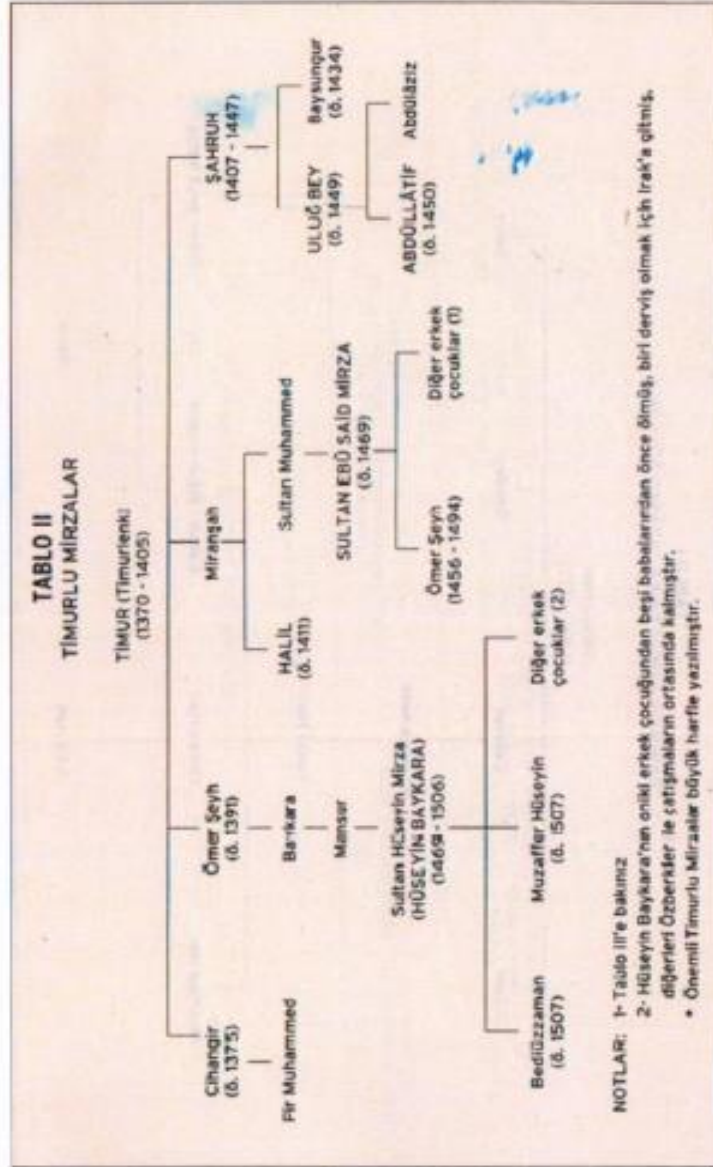 TABLO II
TİMURLU MİRZALAR
TİMUR (Timurlenk)
(1370 - 1405)
Cihangir
(ö. 1375)
Ömer Şeyh
(ö. 1391)
Miranşah
ŞAHRUH
(1407 - 1447)
Pir Muhammed
Baykara
HALİL
(ö. 1411)
Sultan Muhammed
ULUĞ BEY
(ö. 1449)
Baysungur
(ö. 1434)
Mansur
SULTAN EBÛ SAİD MİRZA
(ö. 1469)
ABDÜLLÂTİF
(ö. 1450)
Abdülâziz
Sultan Hüseyin Mirza
(HÜSEYİN BAYKARA)
(1469 - 1506)
Ömer Şeyh
(1456 - 1494)
Diğer erkek
çocuklar (1)
Bediüzzaman
(ö. 1507)
Muzaffer Hüseyin
(ö. 1507)
Diğer erkek
çocuklar (2)
NOTLAR: 1- Tablo III'e bakınız
2- Hüseyin Baykara'nın oniki erkek çocuğundan beşi babalarından önce ölmüş, biri derviş olmak için Irak'a gitmiş,
diğerleri Özbekler ile çatışmaların ortasında kalmıştır.
• Önemli Timurlu Mirzalar büyük harfle yazılmıştır.